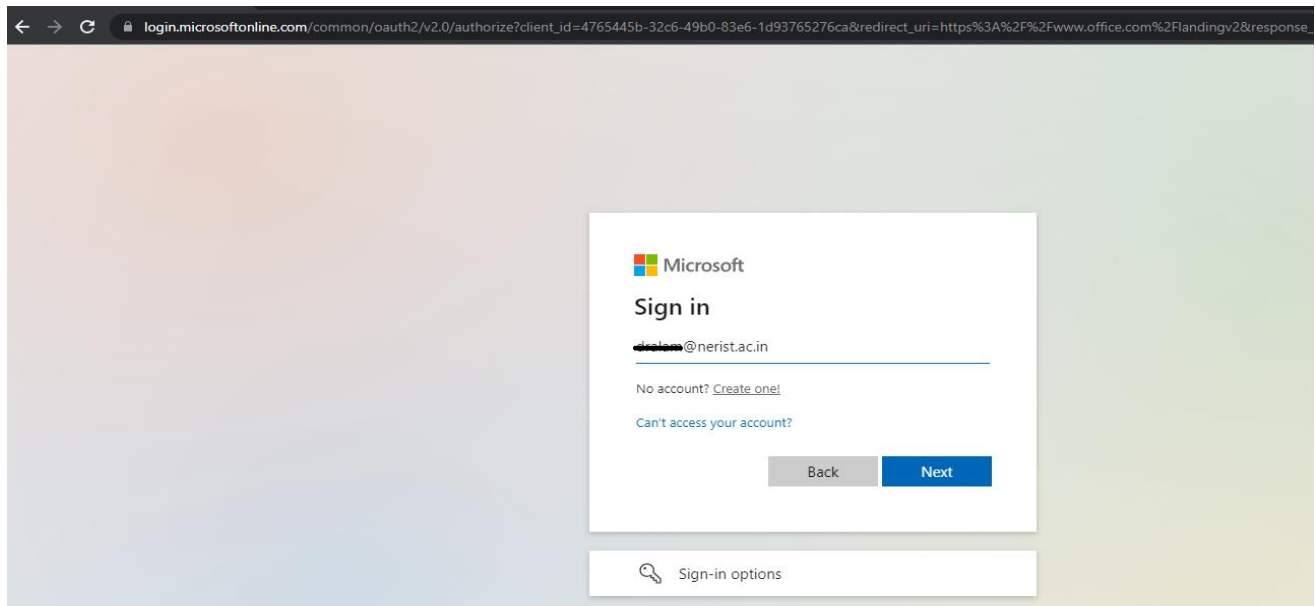 login.microsoftonline.com/common/oauth2/v2.0/authorize?client_id=4765445b-32c6-49b0-83e6-1d93765276ca&redirect_uri=https%3A%2F%2Fwww.office.com%2Flandingv2&response_
Microsoft
Sign in
@nerist.ac.in
No account? Create one!
Can't access your account?
Back Next
Sign-in options